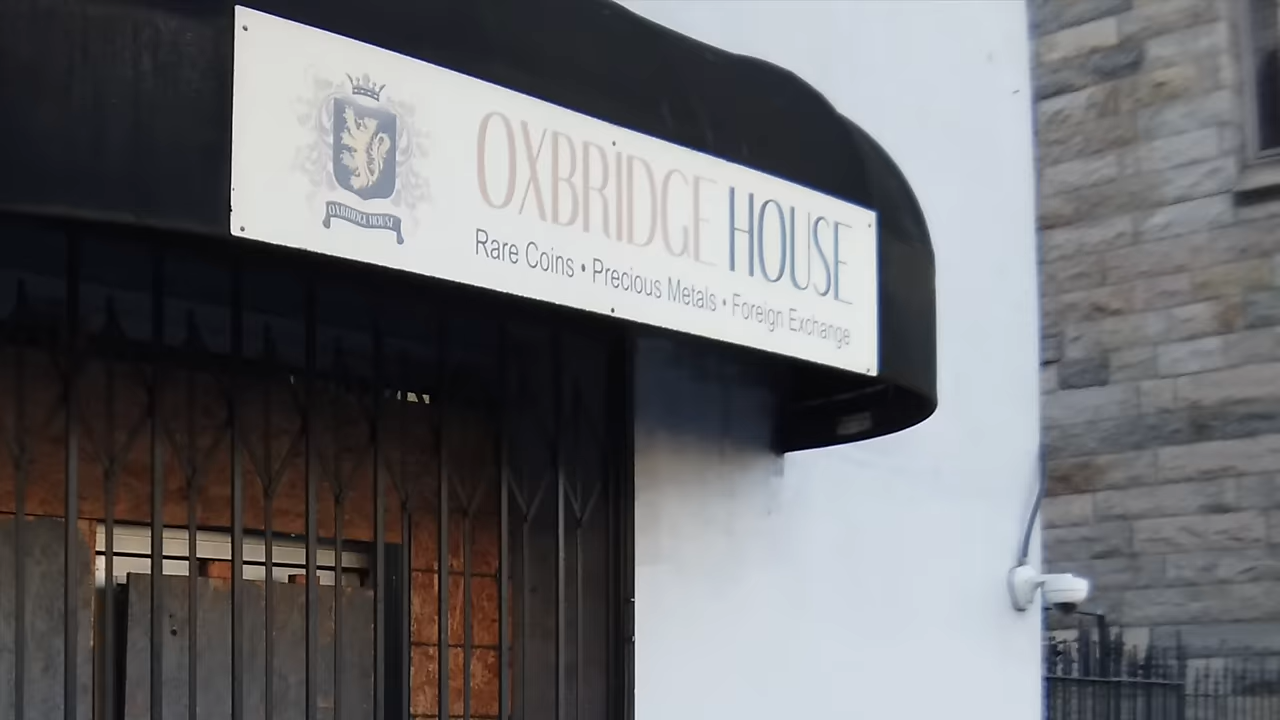 OXBRIDGE HOUSE
OXBRIDGE HOUSE
Rare Coins • Precious Metals • Foreign Exchange